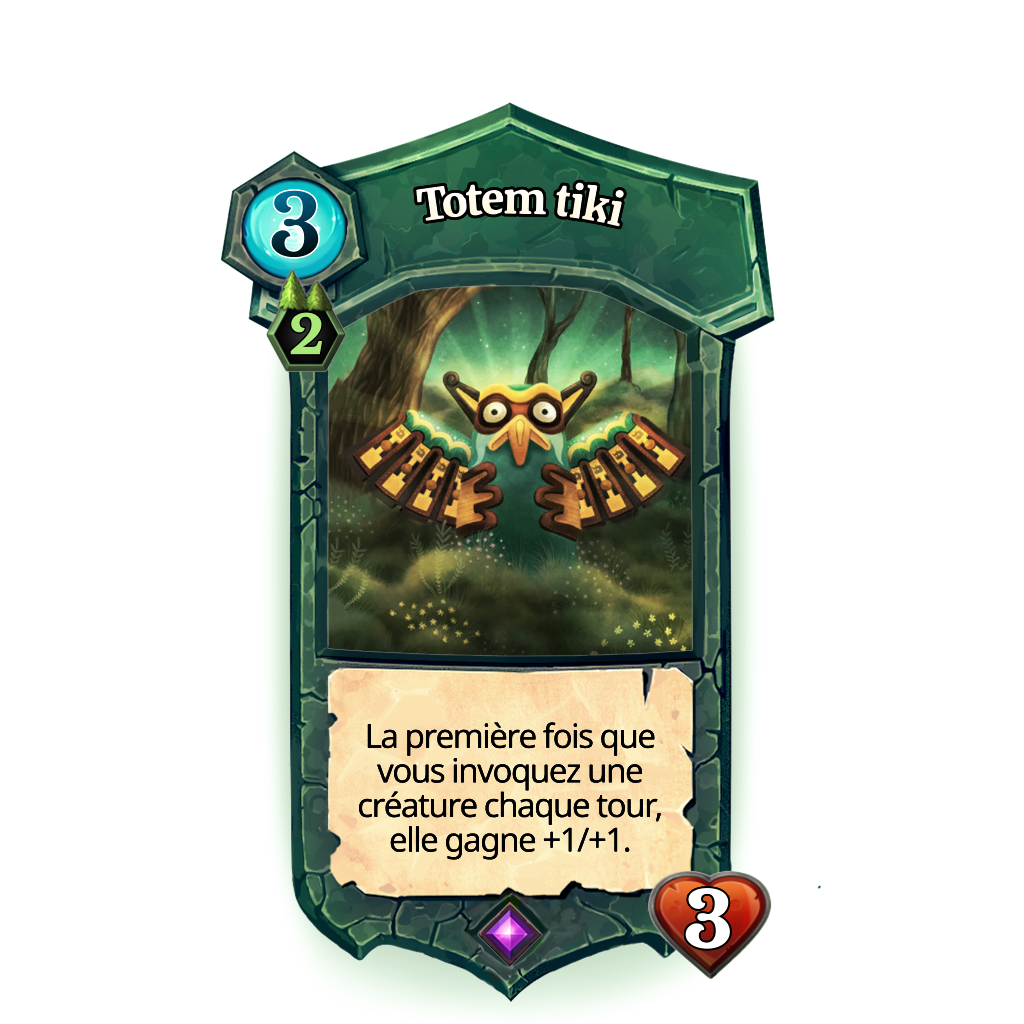 Totem tiki
3
2
La première fois que
vous invoquez une
créature chaque tour,
elle gagne +1/+1.
3